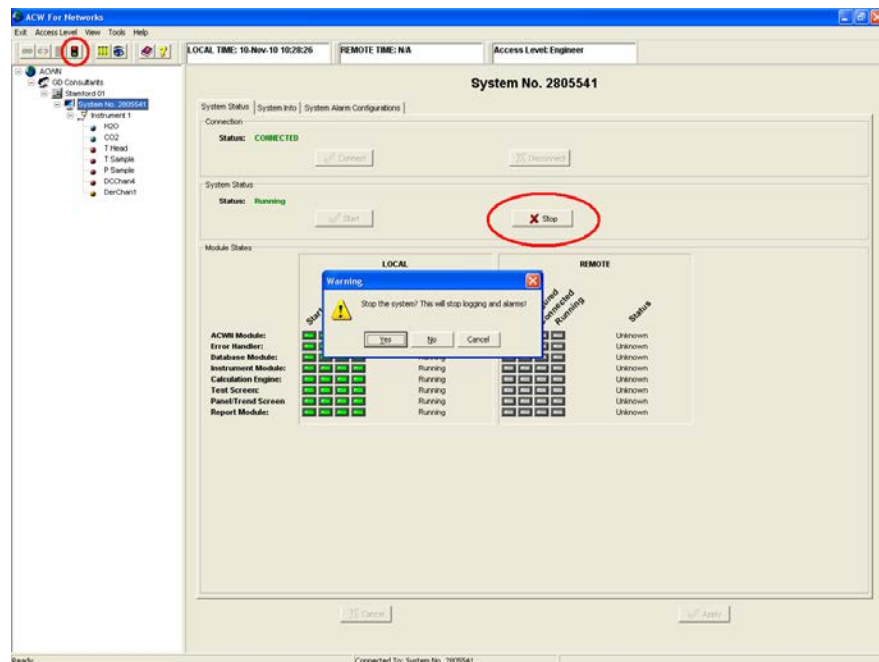 ACW For Networks
Exit Access Level View Tools Help
LOCAL TIME: 10-Nov-10 10:28:26 REMOTE TIME: N/A Access Level: Engineer
ACWN
GD Consultants
Stamford 01
System No. 2805541
Instrument 1
H2O
CO2
T Head
T Sample
P Sample
DCChan4
DerChan1
System No. 2805541
System Status System Info System Alarm Configurations
Connection
Status: CONNECTED
Connect Disconnect
System Status
Status: Running
Start Stop
Module States
LOCAL REMOTE
Status
Warning
Stop the system? This will stop logging and alarms!
Yes No Cancel
ACWN Module: Unknown
Error Handler: Unknown
Database Module: Running Unknown
Instrument Module: Running Unknown
Calculation Engine: Running Unknown
Test Screen: Running Unknown
Panel/Trend Screen Running Unknown
Report Module: Running Unknown
Cancel Apply
Ready Connected To: System No. 2805541